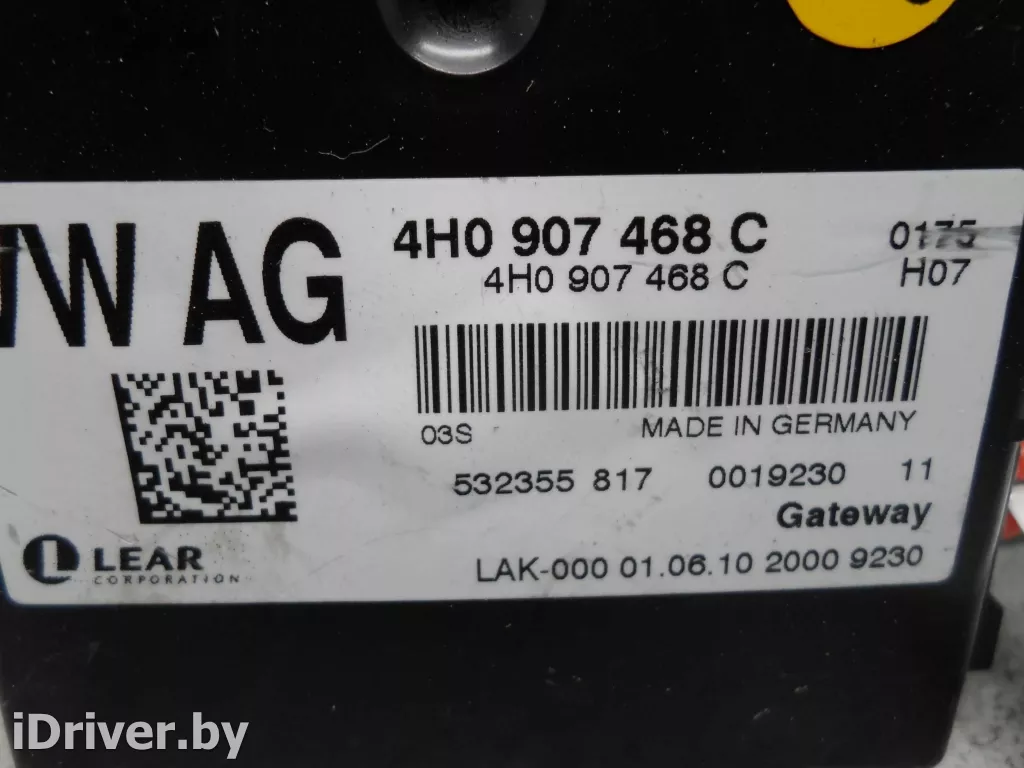 VW AG
4H0 907 468 C 0175
4H0 907 468 C H07
03S MADE IN GERMANY
532355 817 0019230 11
Gateway
L LEAR
CORPORATION
LAK-000 01.06.10 2000 9230
iDriver.by